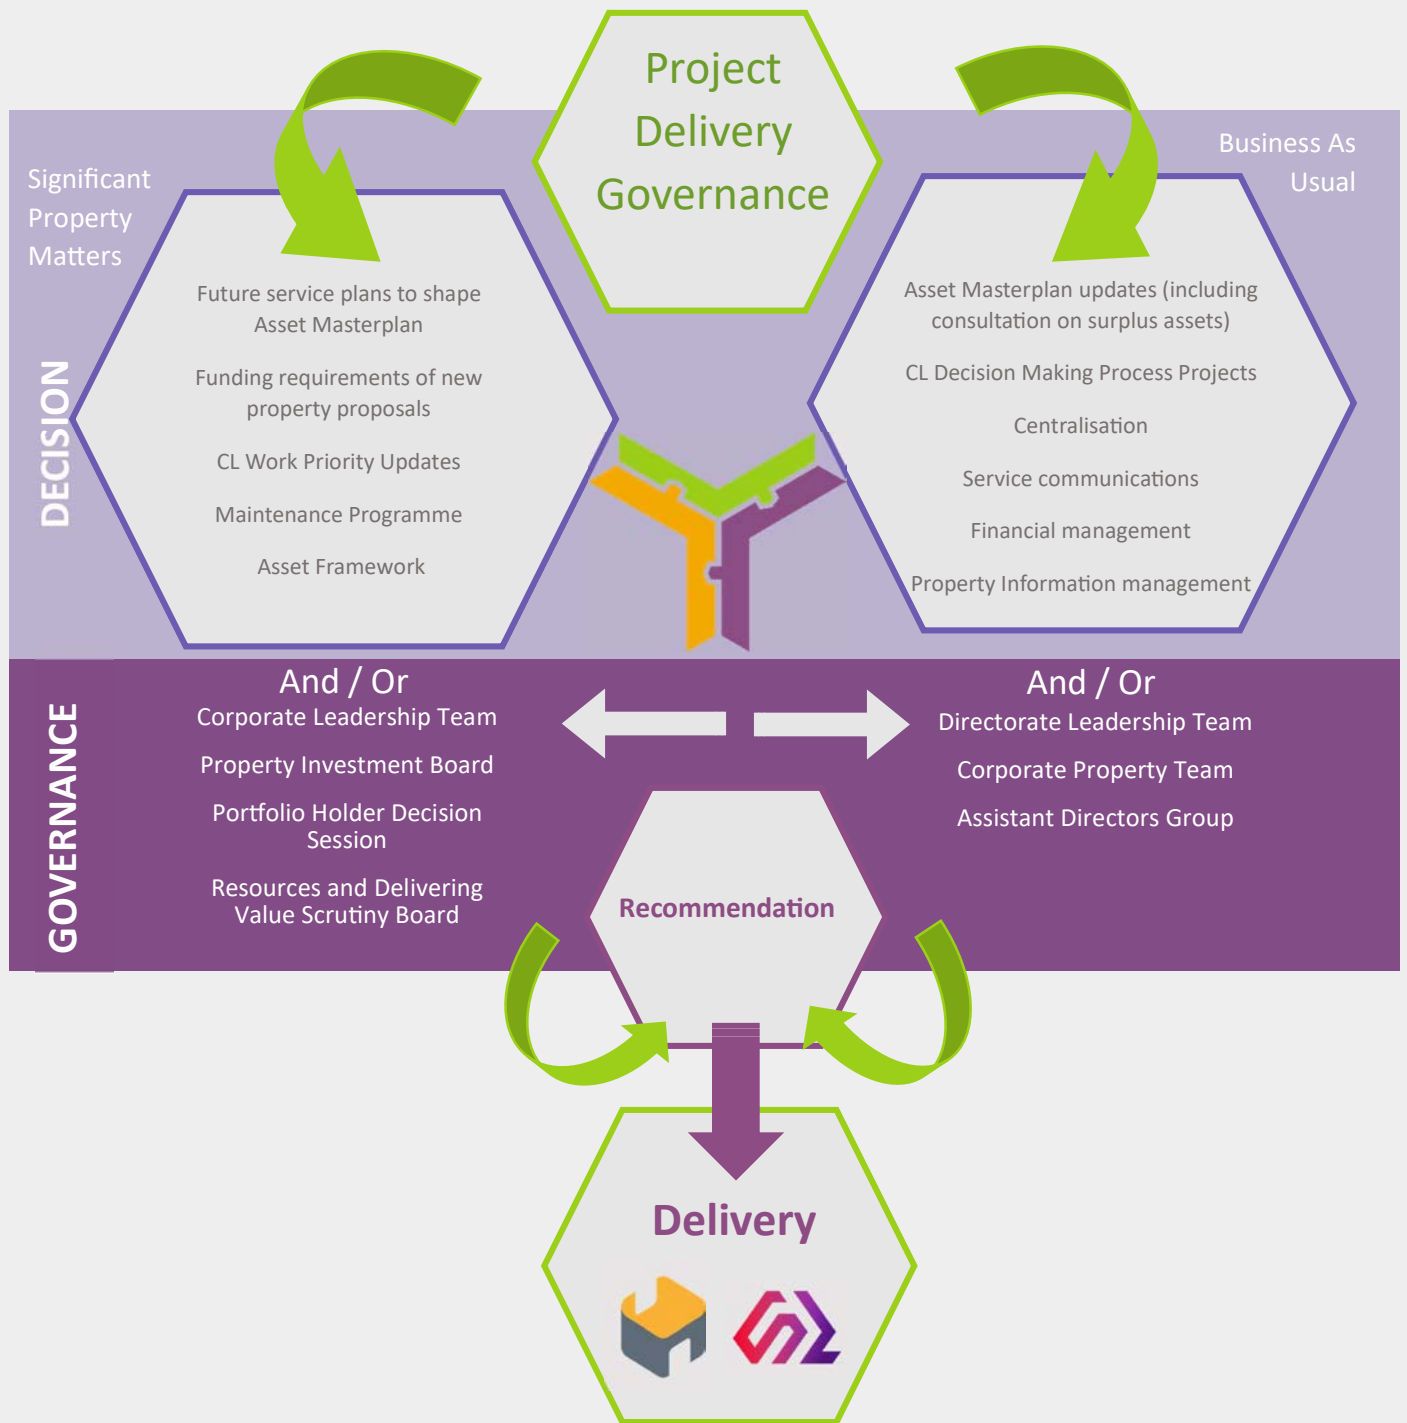 Project
Delivery
Governance
Significant
Property
Matters
Business As
Usual
DECISION
Future service plans to shape
Asset Masterplan
Funding requirements of new
property proposals
CL Work Priority Updates
Maintenance Programme
Asset Framework
Asset Masterplan updates (including
consultation on surplus assets)
CL Decision Making Process Projects
Centralisation
Service communications
Financial management
Property Information management
GOVERNANCE
And / Or
Corporate Leadership Team
Property Investment Board
Portfolio Holder Decision
Session
Resources and Delivering
Value Scrutiny Board
And / Or
Directorate Leadership Team
Corporate Property Team
Assistant Directors Group
Recommendation
Delivery